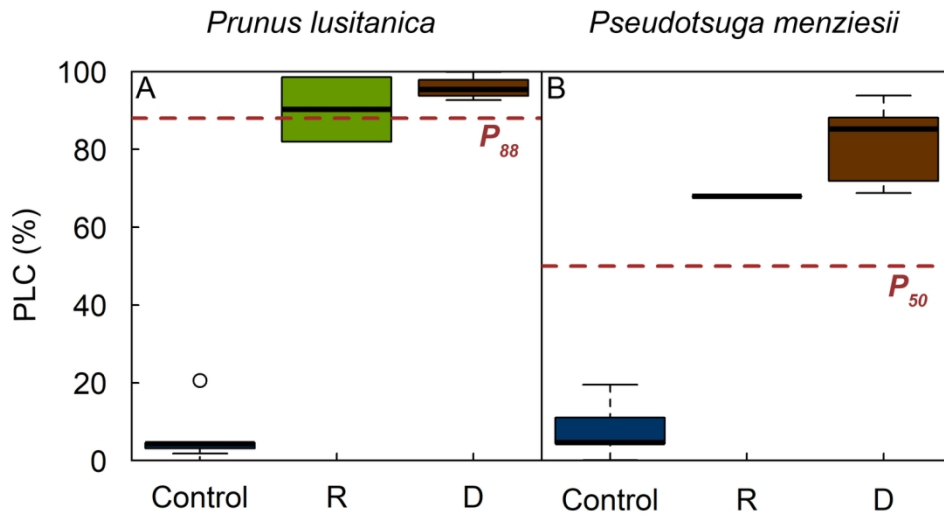 Prunus lusitanica
Pseudotsuga menziesii
PLC (%)
100
80
60
40
20
0
A
P88
B
P50
Control R D
Control R D